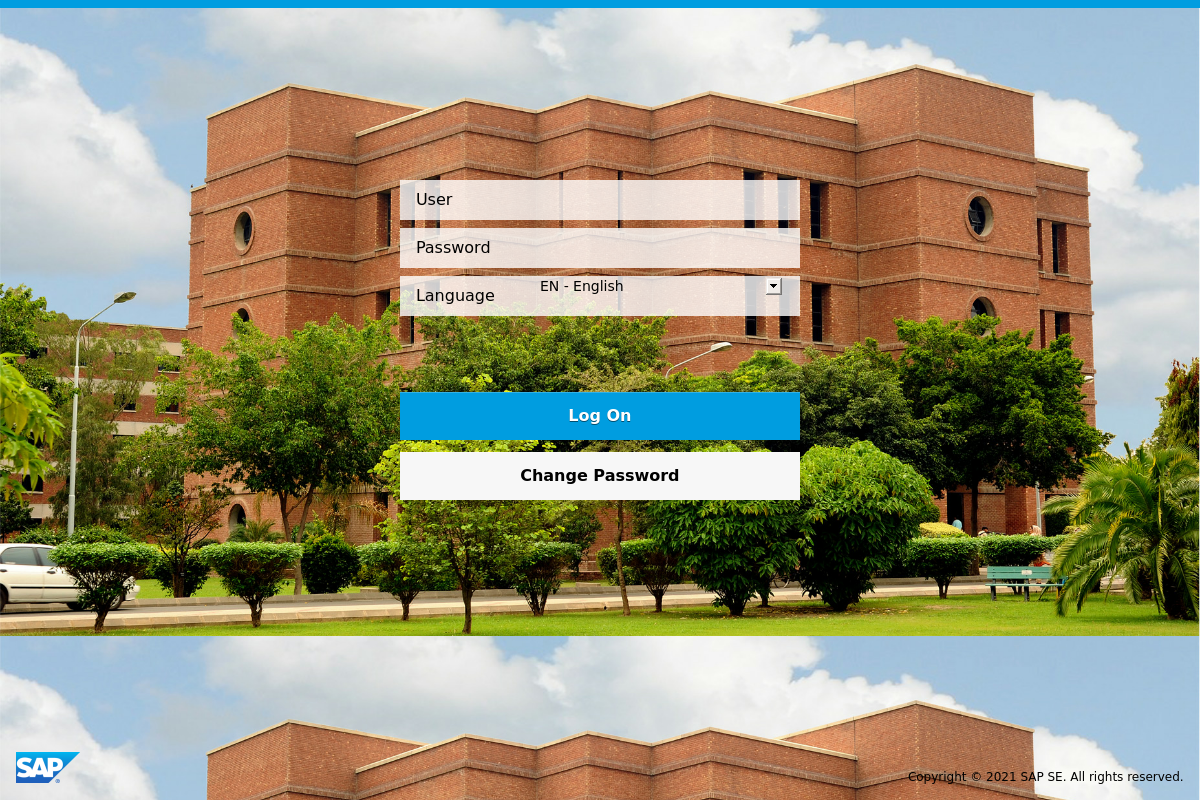 User
Password
Language EN - English
Log On
Change Password
SAP
Copyright © 2021 SAP SE. All rights reserved.